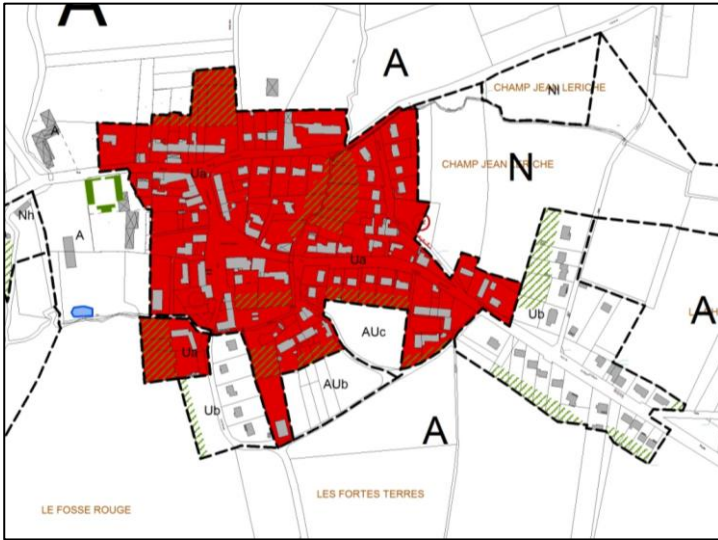 A
A
CHAMP JEAN LERICHE
Nl
A
CHAMP JEAN LERICHE
N
Ua
Nh
A
Ua
A
Ub
AUc
Ua
AUb
Ub
A
LES FORTES TERRES
LE FOSSE ROUGE